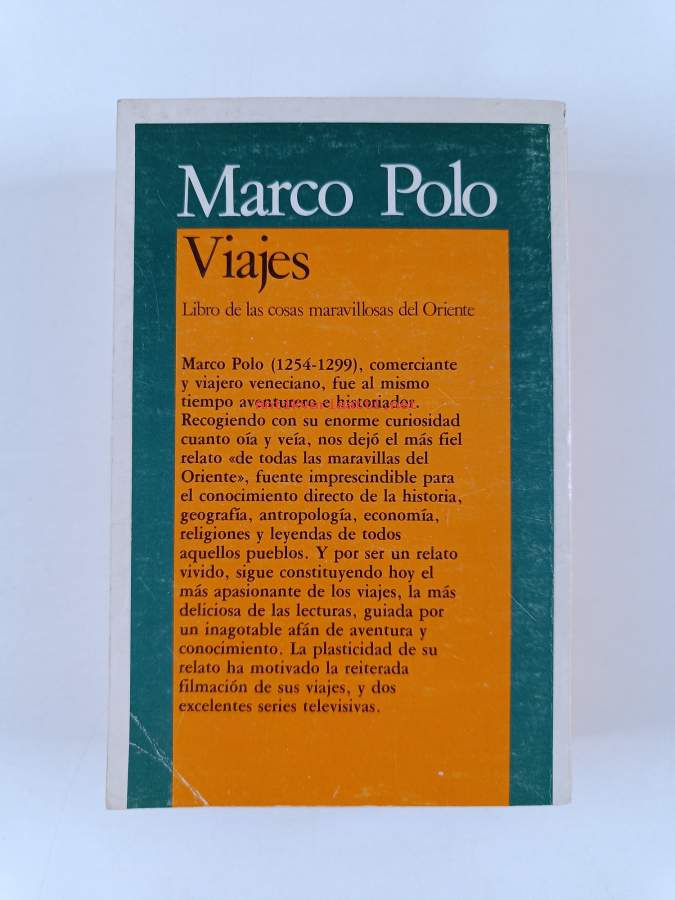 Marco Polo
Viajes
Libro de las cosas maravillosas del Oriente
Marco Polo (1254-1299), comerciante
y viajero veneciano, fue al mismo
tiempo aventurero e historiador.
Recogiendo con su enorme curiosidad
cuanto oía y veía, nos dejó el más fiel
relato «de todas las maravillas del
Oriente», fuente imprescindible para
el conocimiento directo de la historia,
geografía, antropología, economía,
religiones y leyendas de todos
aquellos pueblos. Y por ser un relato
vivido, sigue constituyendo hoy el
más apasionante de los viajes, la más
deliciosa de las lecturas, guiada por
un inagotable afán de aventura y
conocimiento. La plasticidad de su
relato ha motivado la reiterada
filmación de sus viajes, y dos
excelentes series televisivas.